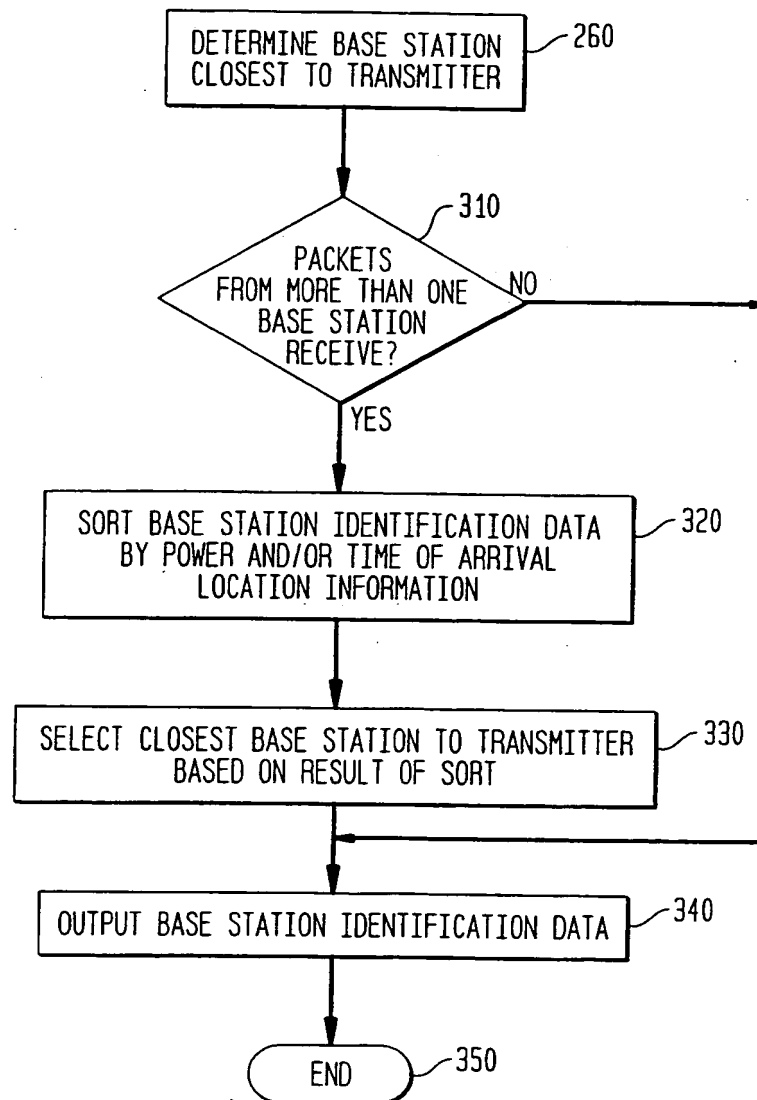 DETERMINE BASE STATION
CLOSEST TO TRANSMITTER
260
310
PACKETS
FROM MORE THAN ONE
BASE STATION
RECEIVE?
NO
YES
SORT BASE STATION IDENTIFICATION DATA
BY POWER AND/OR TIME OF ARRIVAL
LOCATION INFORMATION
320
SELECT CLOSEST BASE STATION TO TRANSMITTER
BASED ON RESULT OF SORT
330
OUTPUT BASE STATION IDENTIFICATION DATA
340
END
350